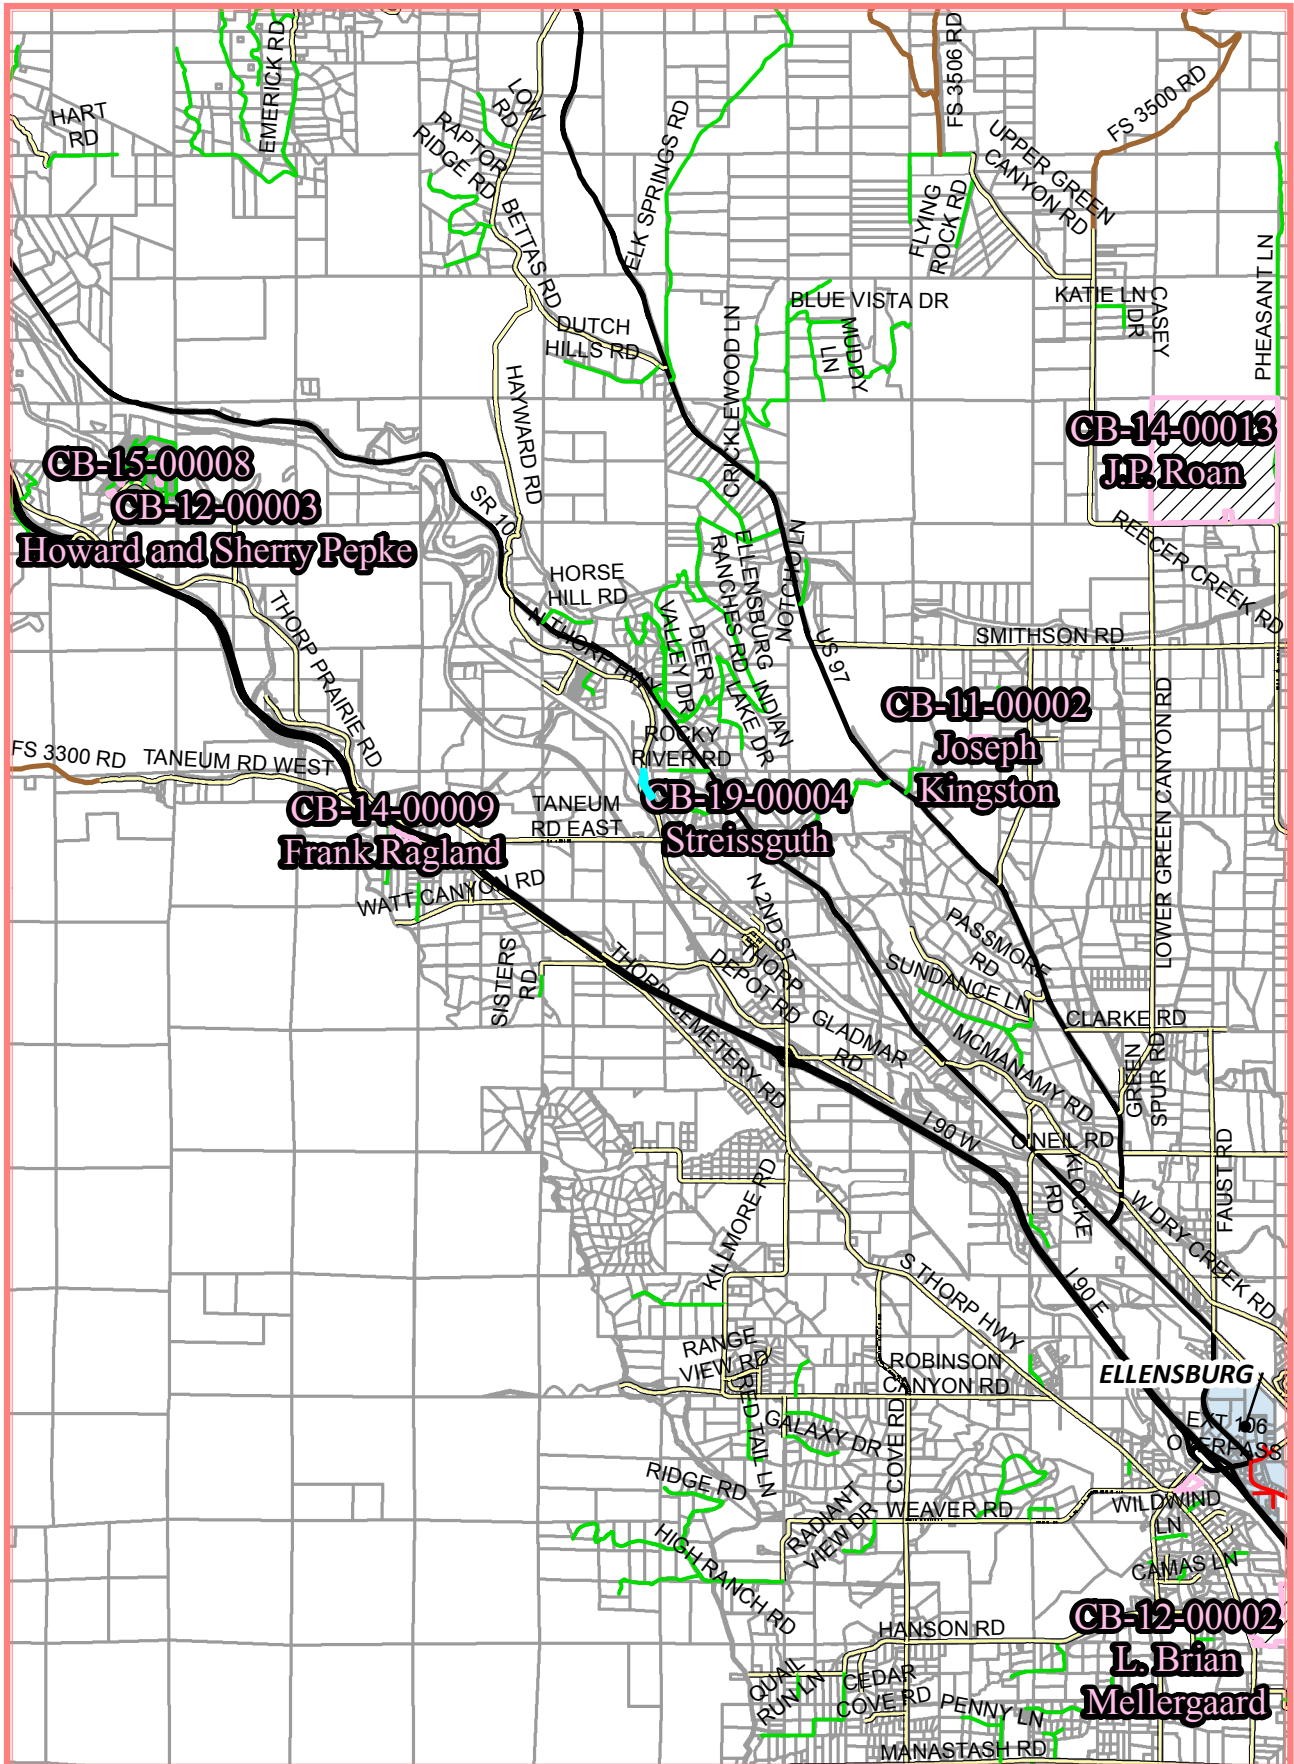 HART
RD
EMERICK RD
LOW
RD
RAPTOR
RIDGE RD
BETTAS RD
ELK SPRINGS RD
FS 3506 RD
FS 3500 RD
UPPER GREEN
CANYON RD
FLYING
ROCK RD
PHEASANT LN
KATIE LN
CASEY
DR
BLUE VISTA DR
MUDDY
LN
DUTCH
HILLS RD
CRICKLEWOOD LN
HAYWARD RD
CB-14-00013
J.P. Roan
CB-15-00008
CB-12-00003
Howard and Sherry Pepke
SR 10
REECER CREEK RD
HORSE
HILL RD
N THORP HWY
VALLEY DR
DEER
ELLENSBURG
RANCHES RD
INDIAN
LAKE DR
NOTCH LN
US 97
SMITHSON RD
THORP PRAIRIE RD
CB-11-00002
Joseph
Kingston
LOWER GREEN CANYON RD
ROCKY
RIVER RD
FS 3300 RD
TANEUM RD WEST
CB-14-00009
Frank Ragland
TANEUM
RD EAST
CB-19-00004
Streissguth
WATT CANYON RD
N 2ND ST
THORP
DEPOT RD
PASSMORE
RD
SUNDANCE LN
SISTERS
RD
THORP CEMETERY RD
GLADMAR
RD
MCMANAMY RD
CLARKE RD
GREEN
SPUR RD
I 90 W
O'NEIL RD
KLOCKE
RD
FAUST RD
W DRY CREEK RD
KILLMORE RD
S THORP HWY
I 90 E
RANGE
VIEW RD
RED TAIL LN
ROBINSON
CANYON RD
ELLENSBURG
GALAXY DR
COVE RD
EXT 106
OVERPASS
RIDGE RD
RADIANT
VIEW DR
WEAVER RD
WILDWIND
LN
HIGH RANCH RD
CAMAS LN
HANSON RD
CB-12-00002
L. Brian
Mellergaard
QUAIL
RUN LN
CEDAR
COVE RD
PENNY LN
MANASTASH RD